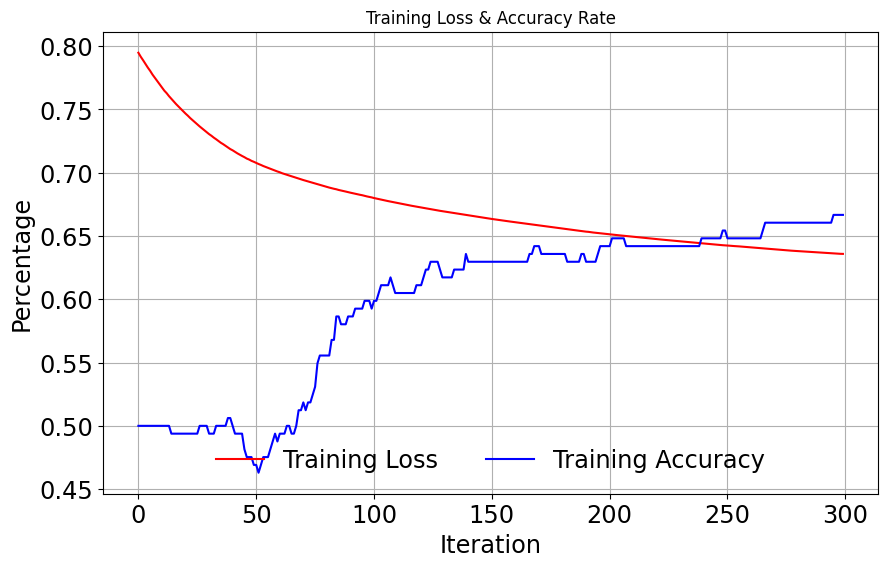 Training Loss & Accuracy Rate
0.80
0.75
0.70
0.65
0.60
0.55
0.50
0.45
Percentage
Training Loss Training Accuracy
0 50 100 150 200 250 300
Iteration